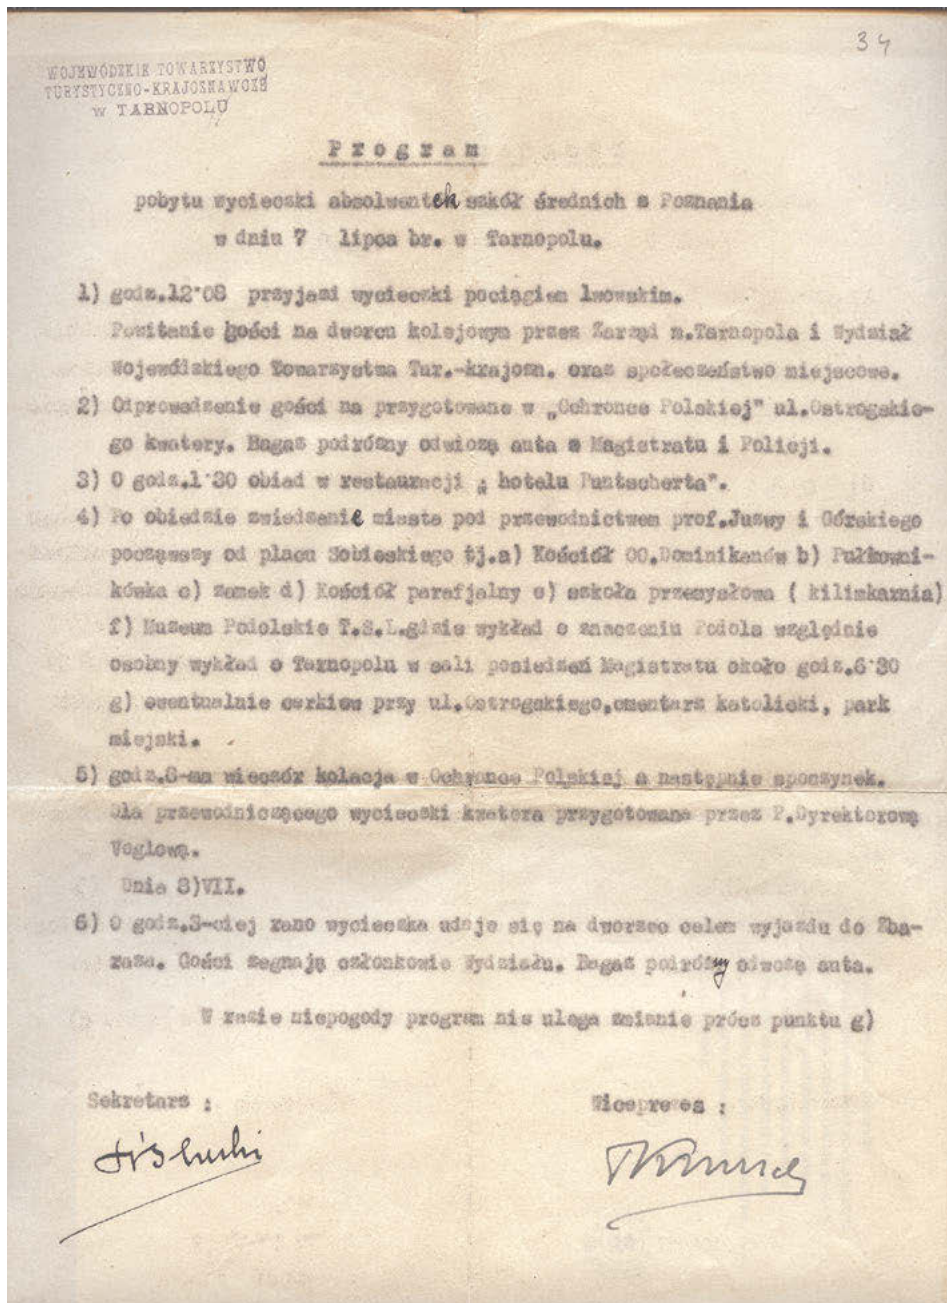 34
WOJEWÓDZKIE TOWARZYSTWO
TURYSTYCZNO-KRAJOZNAWCZE
W TARNOPOLU
Program
pobytu wycieczki absolwentek szkół średnich z Poznania
w dniu 7 lipca br. w Tarnopolu.
1) godz.12·08 przyjazd wycieczki pociągiem lwowskim.
Powitanie gości na dworcu kolejowym przez Zarząd m.Tarnopola i Wydział
Wojewódzkiego Towarzystwa Tur.-krajozn. oraz społeczeństwo miejscowe.
2) Odprowadzenie gości na przygotowane w „Ochronce Polskiej" ul.Ostrogskie-
go kwatery. Bagaż podróżny odwiozą auta z Magistratu i Policji.
3) O godz.1·30 obiad w restauracji „ hotelu Puntscherta".
4) Po obiedzie zwiedzenie miasta pod przewodnictwem prof.Juzwy i Górskiego
począwszy od placu Sobieskiego tj.a) Kościół OO.Dominikanów b) Pułkowni-
kówka c) zamek d) Kościół parafjalny e) szkoła przemysłowa ( kilimkarnia)
f) Muzeum Podolskie T.S.L.gdzie wykład o znaczeniu Podola względnie
osobny wykład o Tarnopolu w sali posiedzeń Magistratu około godz.6·30
g) ewentualnie cerkiew przy ul.Ostrogskiego,cmentarz katolicki, park
miejski.
5) godz.8-ma wieczór kolacja w Ochronce Polskiej a następnie spoczynek.
Dla przewodniczącego wycieczki kwatera przygotowana przez P.Dyrektorową
Voglową.
Dnia 8)VII.
6) O godz.8-ciej rano wycieczka udaje się na dworzec celem wyjazdu do Zba-
raża. Gości żegnają członkowie Wydziału. Bagaż podróżny odwożą auta.
W razie niepogody program nie ulega zmianie prócz punktu g)
Sekretarz :
Wiceprezes :